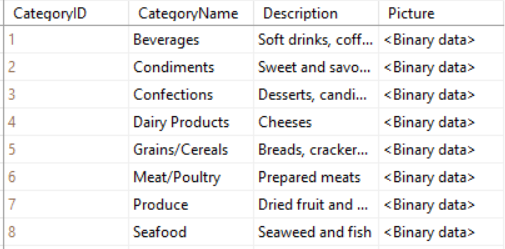 CategoryID CategoryName Description Picture
1 Beverages Soft drinks, coff... <Binary data>
2 Condiments Sweet and savo... <Binary data>
3 Confections Desserts, candi... <Binary data>
4 Dairy Products Cheeses <Binary data>
5 Grains/Cereals Breads, cracker... <Binary data>
6 Meat/Poultry Prepared meats <Binary data>
7 Produce Dried fruit and ... <Binary data>
8 Seafood Seaweed and fish <Binary data>